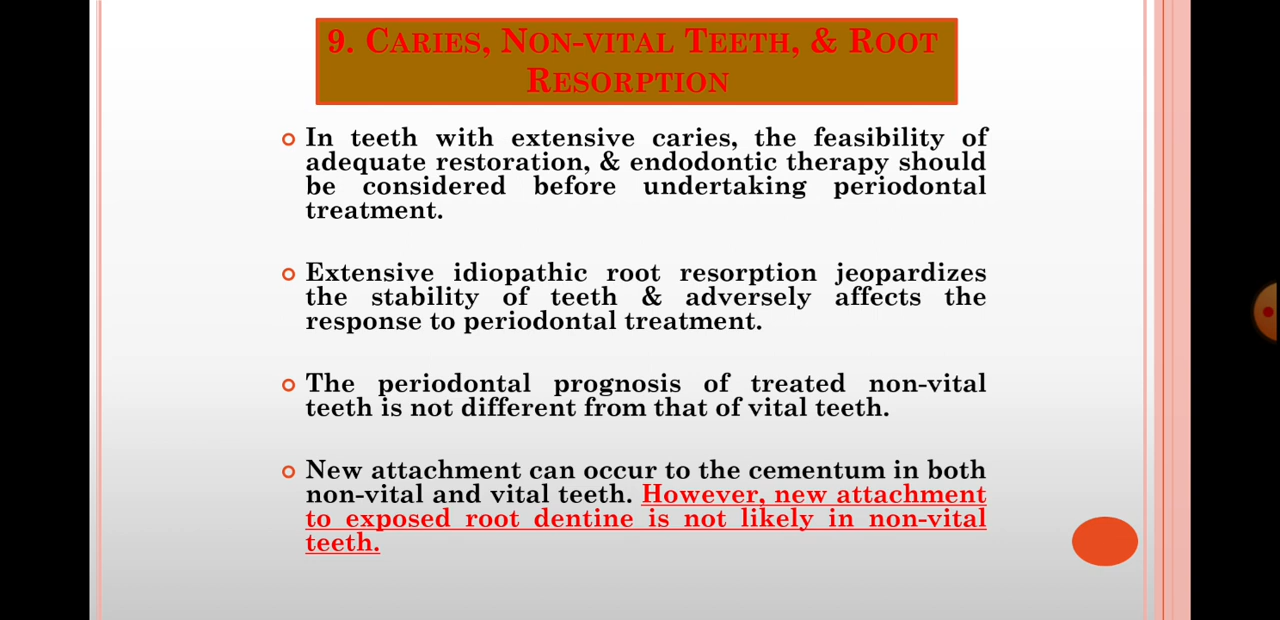 9. Caries, Non-vital Teeth, & Root
Resorption
In teeth with extensive caries, the feasibility of
adequate restoration, & endodontic therapy should
be considered before undertaking periodontal
treatment.
Extensive idiopathic root resorption jeopardizes
the stability of teeth & adversely affects the
response to periodontal treatment.
The periodontal prognosis of treated non-vital
teeth is not different from that of vital teeth.
New attachment can occur to the cementum in both
non-vital and vital teeth. However, new attachment
to exposed root dentine is not likely in non-vital
teeth.